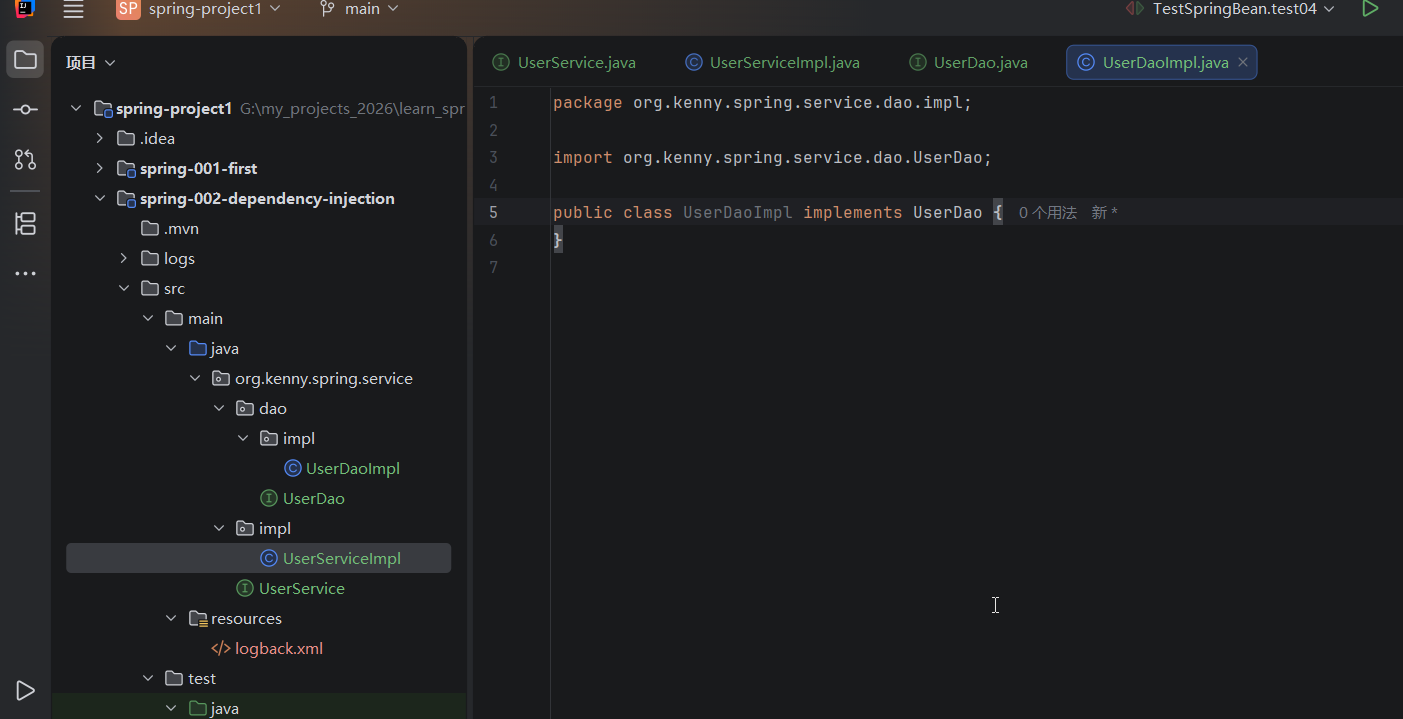 SP spring-project1 main TestSpringBean.test04
项目
spring-project1 G:\my_projects_2026\learn_spr
.idea
spring-001-first
spring-002-dependency-injection
.mvn
logs
src
main
java
org.kenny.spring.service
dao
impl
UserDaoImpl
UserDao
impl
UserServiceImpl
UserService
resources
logback.xml
test
java
UserService.java UserServiceImpl.java UserDao.java UserDaoImpl.java
1 package org.kenny.spring.service.dao.impl;
2
3 import org.kenny.spring.service.dao.UserDao;
4
5 public class UserDaoImpl implements UserDao { 0 个用法 新 *
6 }
7